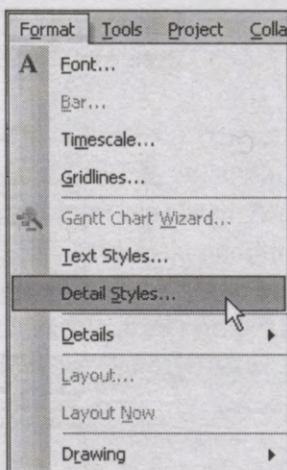 Format Tools Project Colla
A Font...
Bar...
Timescale...
Gridlines...
Gantt Chart Wizard...
Text Styles...
Detail Styles...
Details
Layout...
Layout Now
Drawing